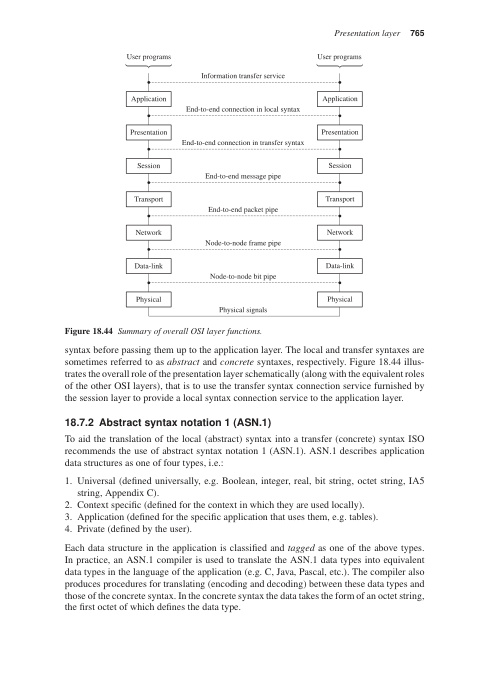 Presentation layer 765
User programs User programs
Information transfer service
Application Application
End-to-end connection in local syntax
Presentation Presentation
End-to-end connection in transfer syntax
Session Session
End-to-end message pipe
Transport Transport
End-to-end packet pipe
Network Network
Node-to-node frame pipe
Data-link Data-link
Node-to-node bit pipe
Physical Physical
Physical signals
Figure 18.44 Summary of overall OSI layer functions.
syntax before passing them up to the application layer. The local and transfer syntaxes are
sometimes referred to as abstract and concrete syntaxes, respectively. Figure 18.44 illus-
trates the overall role of the presentation layer schematically (along with the equivalent roles
of the other OSI layers), that is to use the transfer syntax connection service furnished by
the session layer to provide a local syntax connection service to the application layer.
18.7.2 Abstract syntax notation 1 (ASN.1)
To aid the translation of the local (abstract) syntax into a transfer (concrete) syntax ISO
recommends the use of abstract syntax notation 1 (ASN.1). ASN.1 describes application
data structures as one of four types, i.e.:
1. Universal (defined universally, e.g. Boolean, integer, real, bit string, octet string, IA5
string, Appendix C).
2. Context specific (defined for the context in which they are used locally).
3. Application (defined for the specific application that uses them, e.g. tables).
4. Private (defined by the user).
Each data structure in the application is classified and tagged as one of the above types.
In practice, an ASN.1 compiler is used to translate the ASN.1 data types into equivalent
data types in the language of the application (e.g. C, Java, Pascal, etc.). The compiler also
produces procedures for translating (encoding and decoding) between these data types and
those of the concrete syntax. In the concrete syntax the data takes the form of an octet string,
the first octet of which defines the data type.